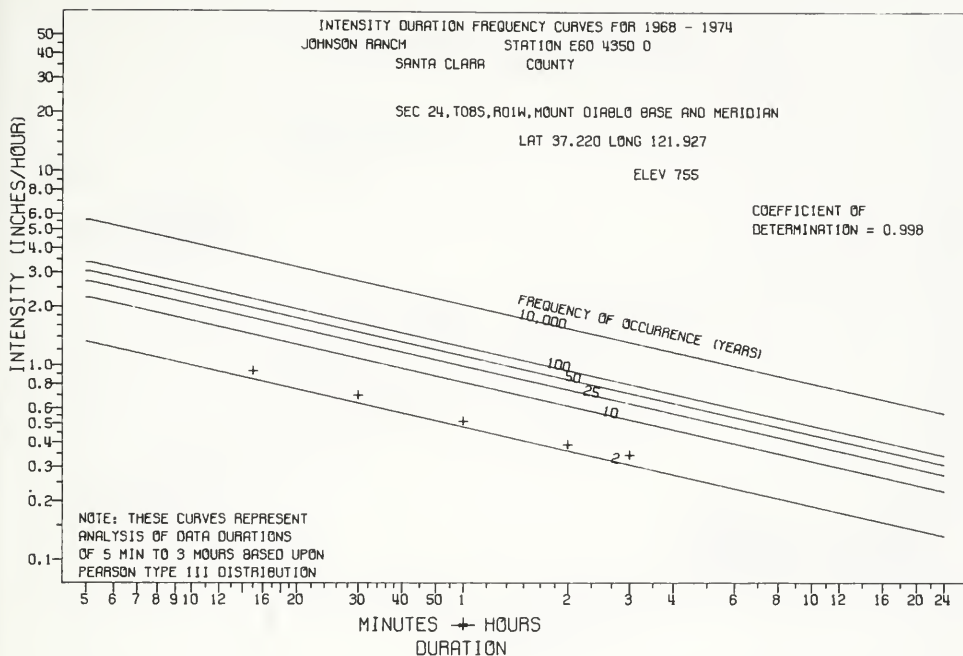 INTENSITY DURATION FREQUENCY CURVES FOR 1968 - 1974
JOHNSON RANCM STATION E60 4350 0
SANTA CLARA COUNTY
SEC 24, T08S, R01W, MOUNT DIABLO BASE AND MERIDIAN
LAT 37.220 LONG 121.927
ELEV 755
COEFFICIENT OF
DETERMINATION = 0.998
INTENSITY (INCHES/HOUR)
50
40
30
20
10
8.0
6.0
5.0
4.0
3.0
2.0
1.0
0.8
0.6
0.5
0.4
0.3
0.2
0.1
FREQUENCY OF OCCURRENCE (YEARS)
10,000
100
50
25
10
2
NOTE: THESE CURVES REPRESENT
ANALYSIS OF DATA DURATIONS
OF 5 MIN TO 3 HOURS BASED UPON
PEARSON TYPE III DISTRIBUTION
5 6 7 8 9 10 12 16 20 30 40 50 1 2 3 4 6 8 10 12 16 20 24
MINUTES + HOURS
DURATION